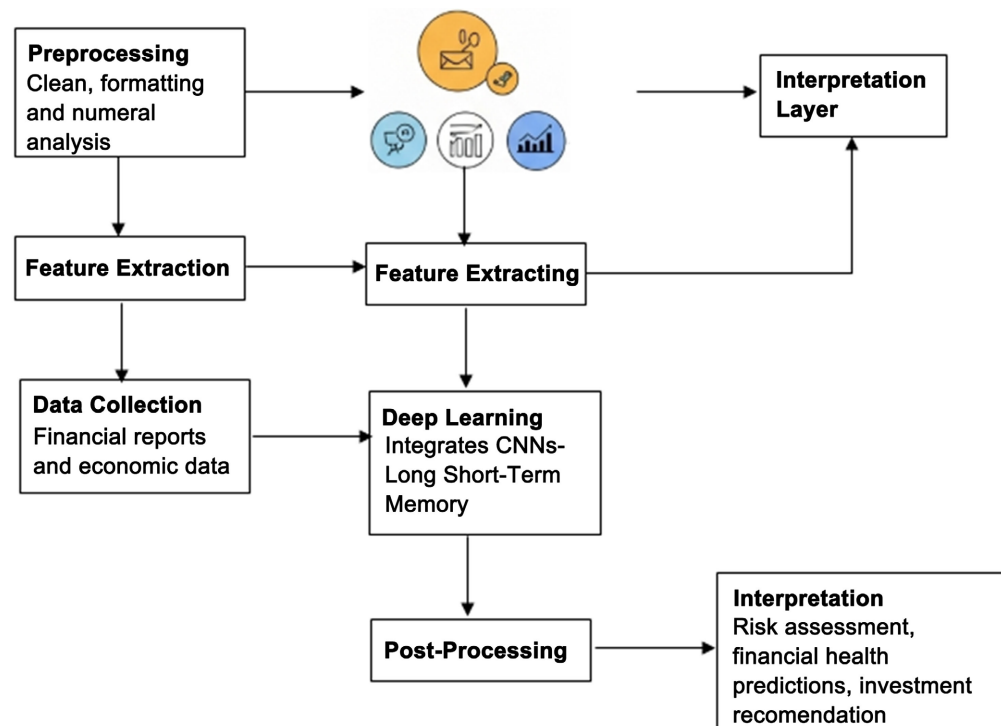 Preprocessing
Clean, formatting
and numeral
analysis
Interpretation
Layer
Feature Extraction
Feature Extracting
Data Collection
Financial reports
and economic data
Deep Learning
Integrates CNNs-
Long Short-Term
Memory
Post-Processing
Interpretation
Risk assessment,
financial health
predictions, investment
recomendation